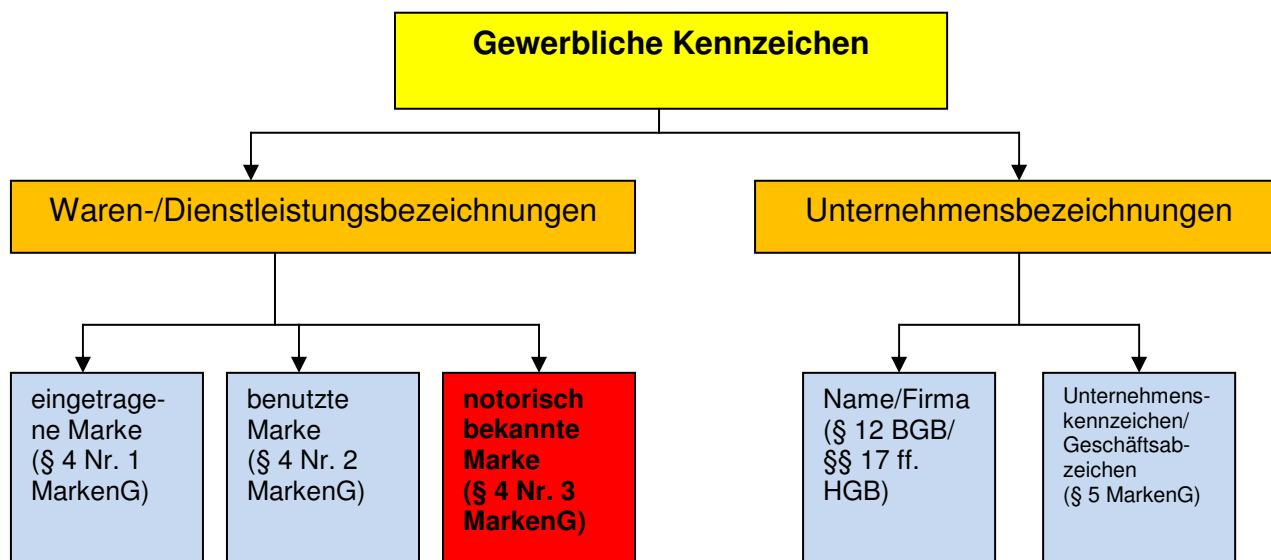 Gewerbliche Kennzeichen
Waren-/Dienstleistungsbezeichnungen
Unternehmensbezeichnungen
eingetrage-
ne Marke
(§ 4 Nr. 1
MarkenG)
benutzte
Marke
(§ 4 Nr. 2
MarkenG)
notorisch
bekannte
Marke
(§ 4 Nr. 3
MarkenG)
Name/Firma
(§ 12 BGB/
§§ 17 ff.
HGB)
Unternehmens-
kennzeichen/
Geschäftsab-
zeichen
(§ 5 MarkenG)